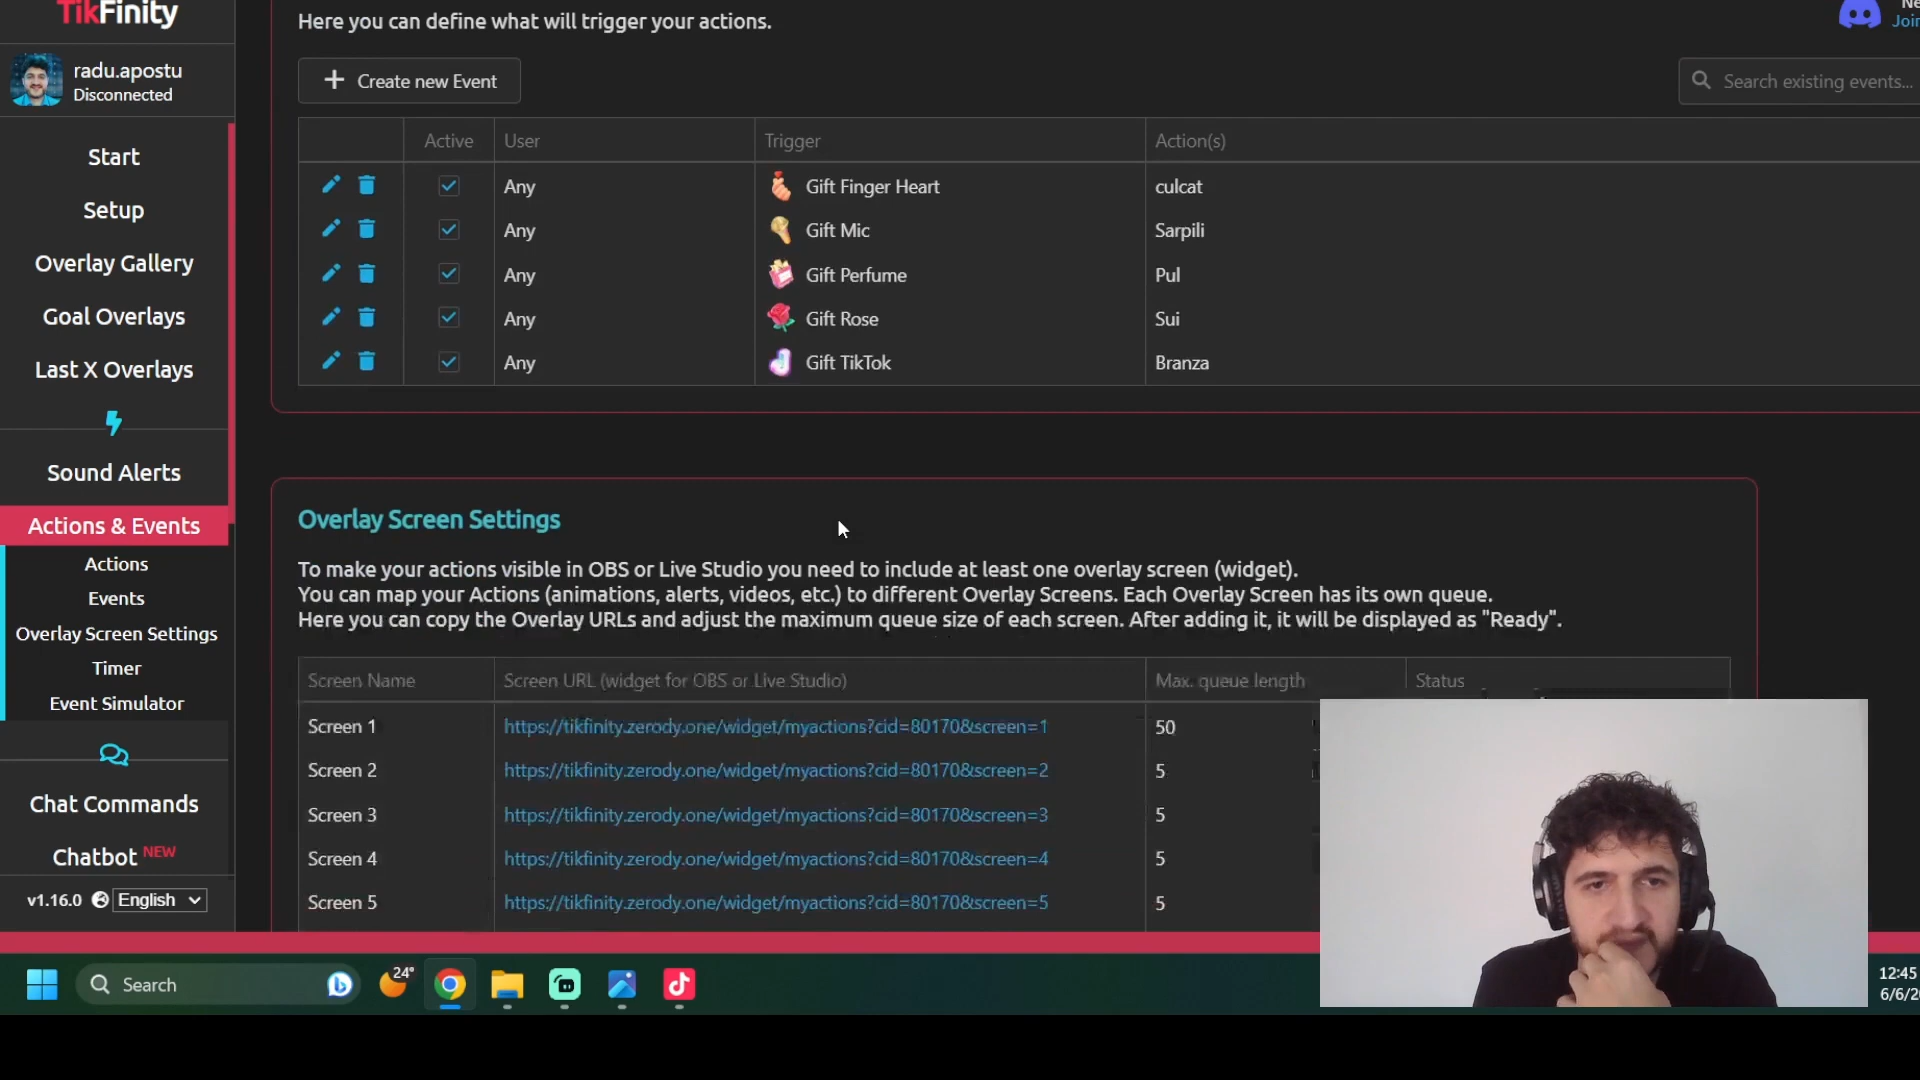 TikFinity
Here you can define what will trigger your actions.
Join
radu.apostu
Disconnected
+ Create new Event
Search existing events...
Active User Trigger Action(s)
Any Gift Finger Heart culcat
Any Gift Mic Sarpili
Any Gift Perfume Pul
Any Gift Rose Sui
Any Gift TikTok Branza
Start
Setup
Overlay Gallery
Goal Overlays
Last X Overlays
Sound Alerts
Actions & Events
Actions
Events
Overlay Screen Settings
Timer
Event Simulator
Chat Commands
Chatbot NEW
v1.16.0 English
Overlay Screen Settings
To make your actions visible in OBS or Live Studio you need to include at least one overlay screen (widget).
You can map your Actions (animations, alerts, videos, etc.) to different Overlay Screens. Each Overlay Screen has its own queue.
Here you can copy the Overlay URLs and adjust the maximum queue size of each screen. After adding it, it will be displayed as "Ready".
Screen Name Screen URL (widget for OBS or Live Studio) Max. queue length Status
Screen 1 https://tikfinity.zerody.one/widget/myactions?cid=80170&screen=1 50
Screen 2 https://tikfinity.zerody.one/widget/myactions?cid=80170&screen=2 5
Screen 3 https://tikfinity.zerody.one/widget/myactions?cid=80170&screen=3 5
Screen 4 https://tikfinity.zerody.one/widget/myactions?cid=80170&screen=4 5
Screen 5 https://tikfinity.zerody.one/widget/myactions?cid=80170&screen=5 5
Search
24°
12:45
6/6/2